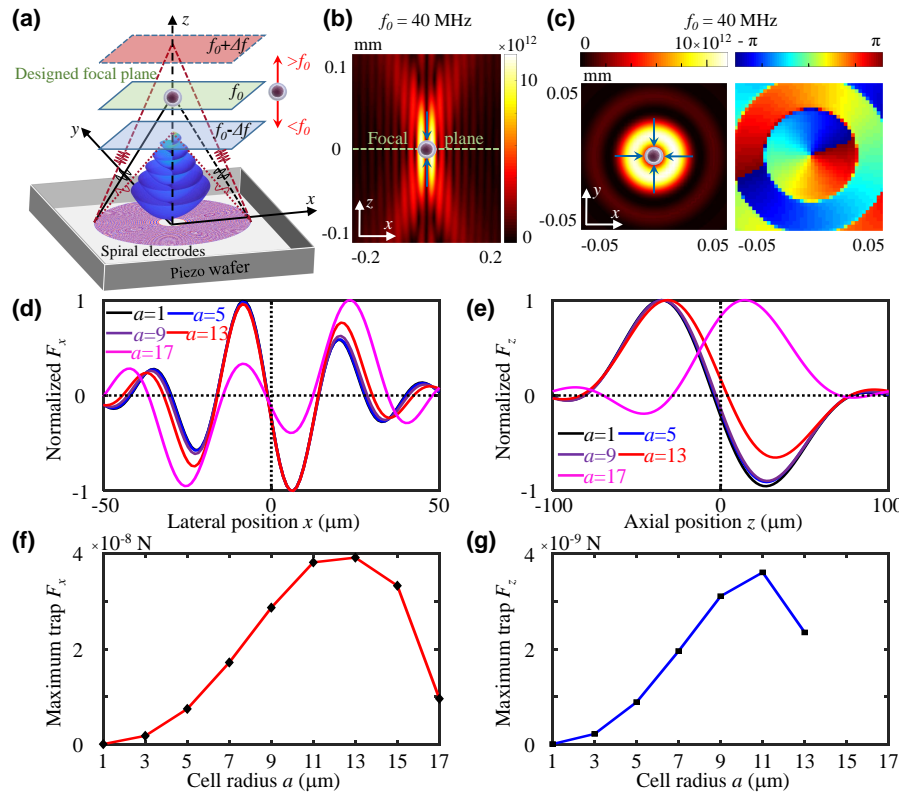 (a)
z
f₀+Δf
Designed focal plane
>f₀
f₀
<f₀
f₀-Δf
y
x
Spiral electrodes
Piezo wafer
(b)
f₀ = 40 MHz
mm
×10¹²
0.1
10
Focal plane
0
z
x
-0.1
0
-0.2
0.2
(c)
f₀ = 40 MHz
0
10×10¹²
-π
π
mm
0.05
y
x
-0.05
-0.05
0.05
-0.05
0.05
(d)
a=1
a=5
a=9
a=13
a=17
Normalized Fₓ
1
0
-1
-50
0
50
Lateral position x (μm)
(e)
Normalized F_z
1
0
a=1
a=5
a=9
a=13
a=17
-1
-100
0
100
Axial position z (μm)
(f)
×10⁻⁸ N
Maximum trap Fₓ
4
2
0
1 3 5 7 9 11 13 15 17
Cell radius a (μm)
(g)
×10⁻⁹ N
Maximum trap F_z
4
2
0
1 3 5 7 9 11 13 15 17
Cell radius a (μm)